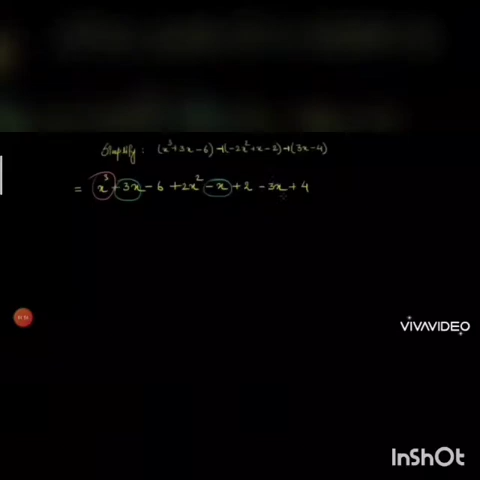 Simplify : (x³+3x-6)-(-2x²+x-2)-(3x-4)
= x³+3x-6+2x²-x+2-3x+4
VIVAVIDEO
InShOt